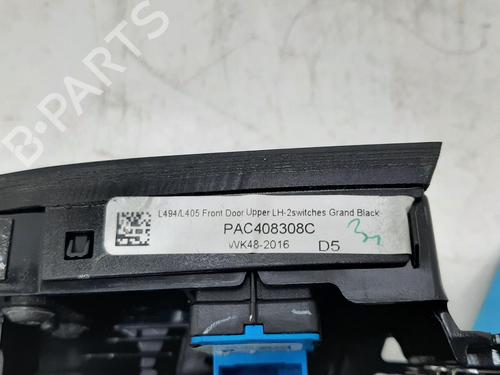 B-PARTS
L494/L405 Front Door Upper LH-2switches Grand Black
PAC408308C
WK48-2016 D5